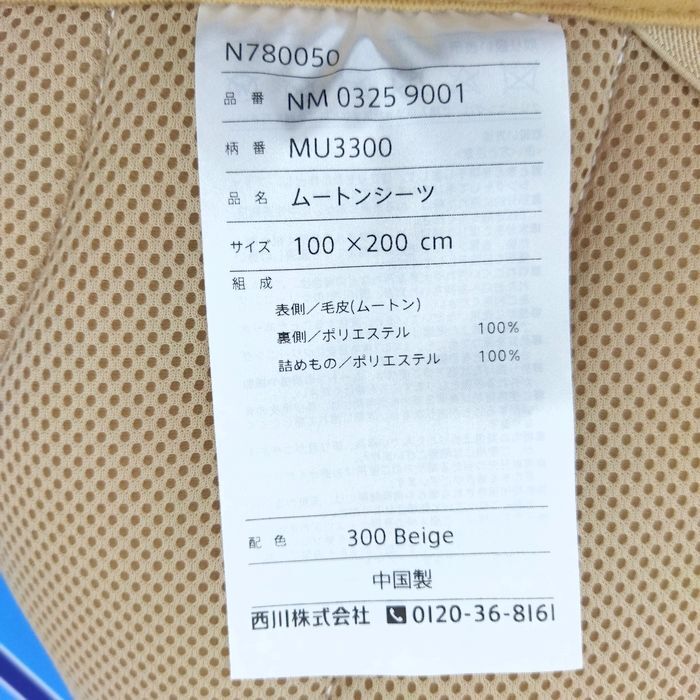 N780050
品番 NM 0325 9001
柄番 MU3300
品名 ムートンシーツ
サイズ 100×200 cm
組成
表側/毛皮(ムートン)
裏側/ポリエステル 100%
詰めもの/ポリエステル 100%
配色 300 Beige
中国製
西川株式会社 0120-36-8161